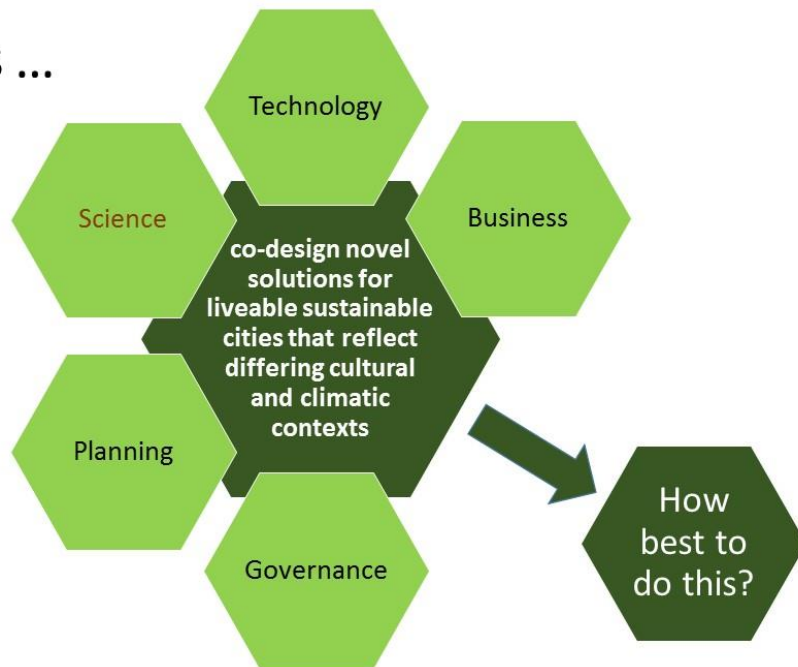 ...
Technology
Science
Business
co-design novel
solutions for
liveable sustainable
cities that reflect
differing cultural
and climatic
contexts
Planning
Governance
How
best to
do this?